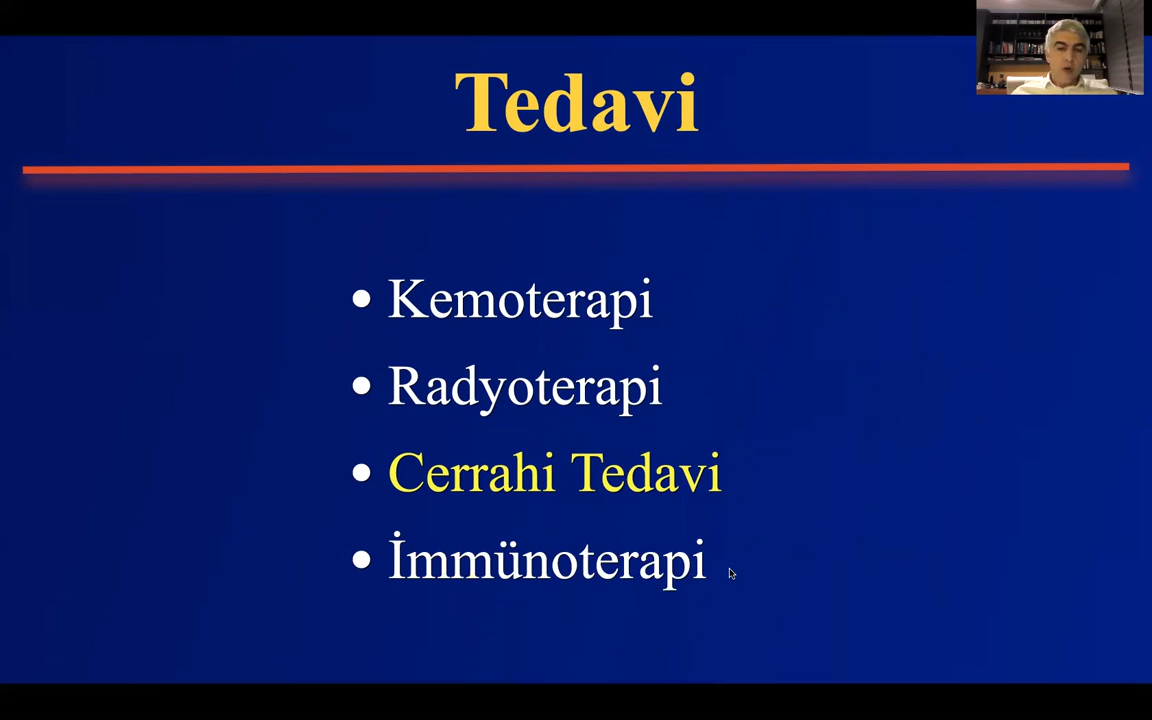 Tedavi
• Kemoterapi
• Radyoterapi
• Cerrahi Tedavi
• İmmünoterapi